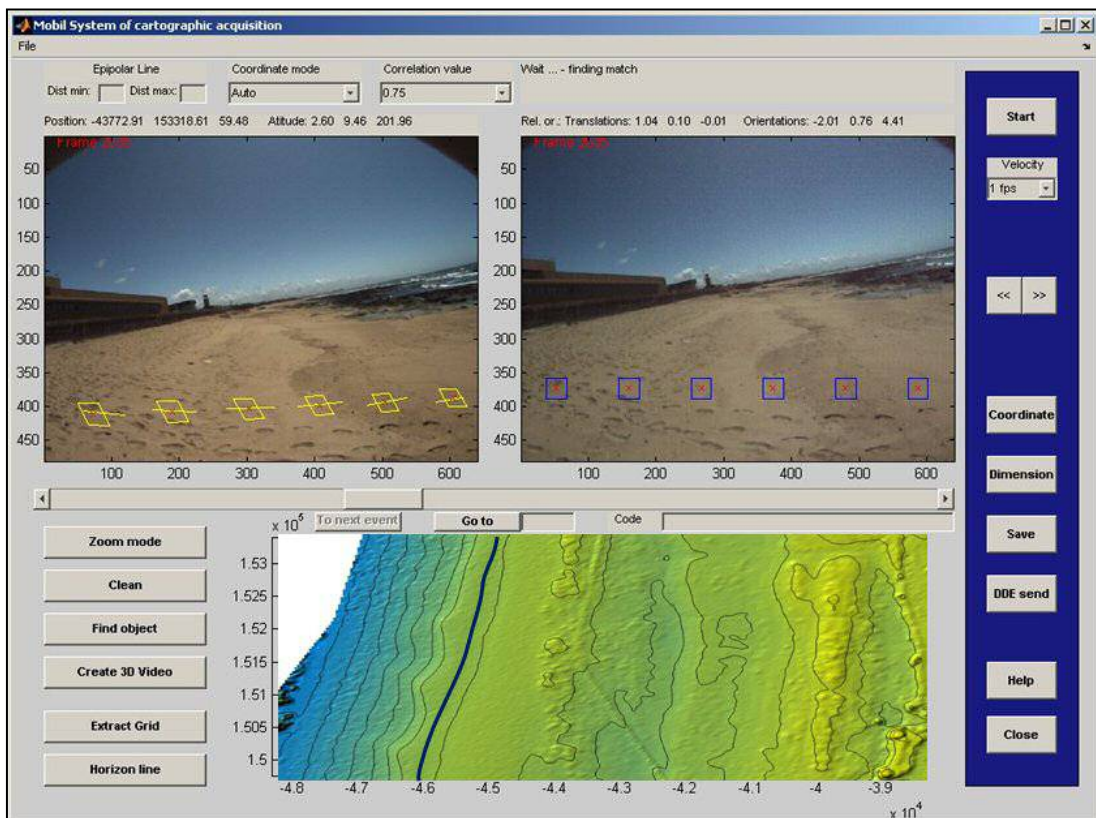 Mobil System of cartographic acquisition
File
Epipolar Line
Coordinate mode
Correlation value
Wait ... - finding match
Dist min:
Dist max:
Auto
0.75
Position: -43772.91 153318.61 59.48 Atitude: 2.60 9.46 201.96
Rel. or.: Translations: 1.04 0.10 -0.01 Orientations: -2.01 0.76 4.41
Start
Velocity
1 fps
<< >>
Coordinate
Dimension
Save
DDE send
Help
Close
50
100
150
200
250
300
350
400
450
100 200 300 400 500 600
50
100
150
200
250
300
350
400
450
100 200 300 400 500 600
To next event
Go to
Code
Zoom mode
Clean
Find object
Create 3D Video
Extract Grid
Horizon line
x 10^5
1.53
1.525
1.52
1.515
1.51
1.505
1.5
-4.8 -4.7 -4.6 -4.5 -4.4 -4.3 -4.2 -4.1 -4 -3.9
x 10^4